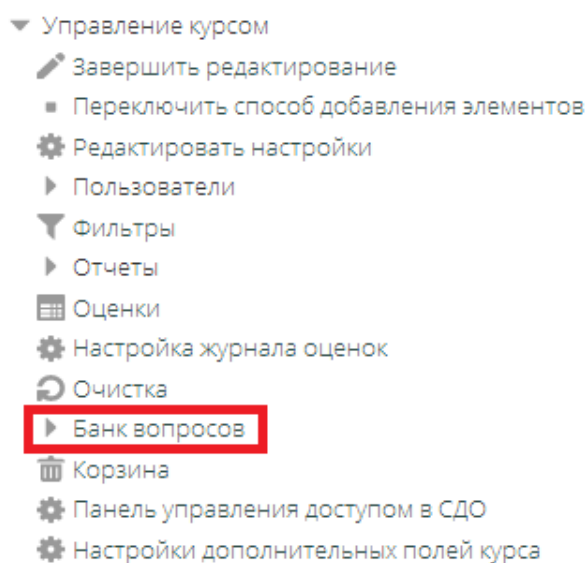 Управление курсом
Завершить редактирование
Переключить способ добавления элементов
Редактировать настройки
Пользователи
Фильтры
Отчеты
Оценки
Настройка журнала оценок
Очистка
Банк вопросов
Корзина
Панель управления доступом в СДО
Настройки дополнительных полей курса